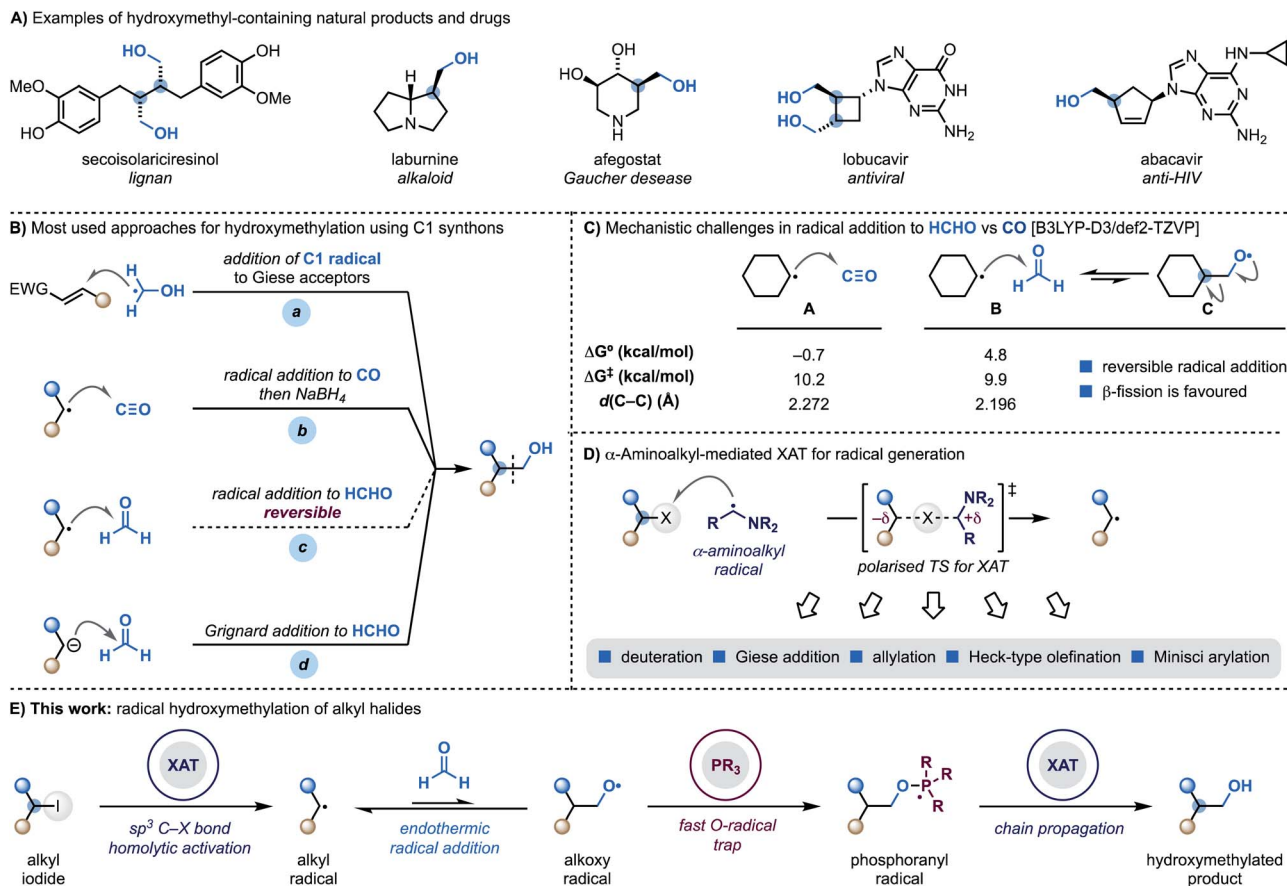 A) Examples of hydroxymethyl-containing natural products and drugs
HO
MeO
HO
OH
OMe
OH
secoisolariciresinol
lignan
H
OH
N
laburnine
alkaloid
OH
HO
OH
N
H
afegostat
Gaucher desease
HO
HO
N
N
O
NH
N
NH2
lobucavir
antiviral
HO
N
N
HN
N
N
NH2
abacavir
anti-HIV
B) Most used approaches for hydroxymethylation using C1 synthons
EWG
H
H
OH
addition of C1 radical
to Giese acceptors
a
C≡O
radical addition to CO
then NaBH4
b
O
H
H
radical addition to HCHO
reversible
c
O
H
H
Grignard addition to HCHO
d
OH
C) Mechanistic challenges in radical addition to HCHO vs CO [B3LYP-D3/def2-TZVP]
C≡O
A
O
H
H
B
O•
C
ΔGº (kcal/mol)
–0.7
4.8
ΔG‡ (kcal/mol)
10.2
9.9
d(C–C) (Å)
2.272
2.196
reversible radical addition
β-fission is favoured
D) α-Aminoalkyl-mediated XAT for radical generation
X
R
NR2
α-aminoalkyl
radical
–δ
X
NR2
+δ
R
‡
polarised TS for XAT
deuteration
Giese addition
allylation
Heck-type olefination
Minisci arylation
E) This work: radical hydroxymethylation of alkyl halides
I
alkyl
iodide
XAT
sp3 C–X bond
homolytic activation
alkyl
radical
O
H
H
endothermic
radical addition
O•
alkoxy
radical
PR3
fast O-radical
trap
O
P
R
R
R
phosphoranyl
radical
XAT
chain propagation
OH
hydroxymethylated
product